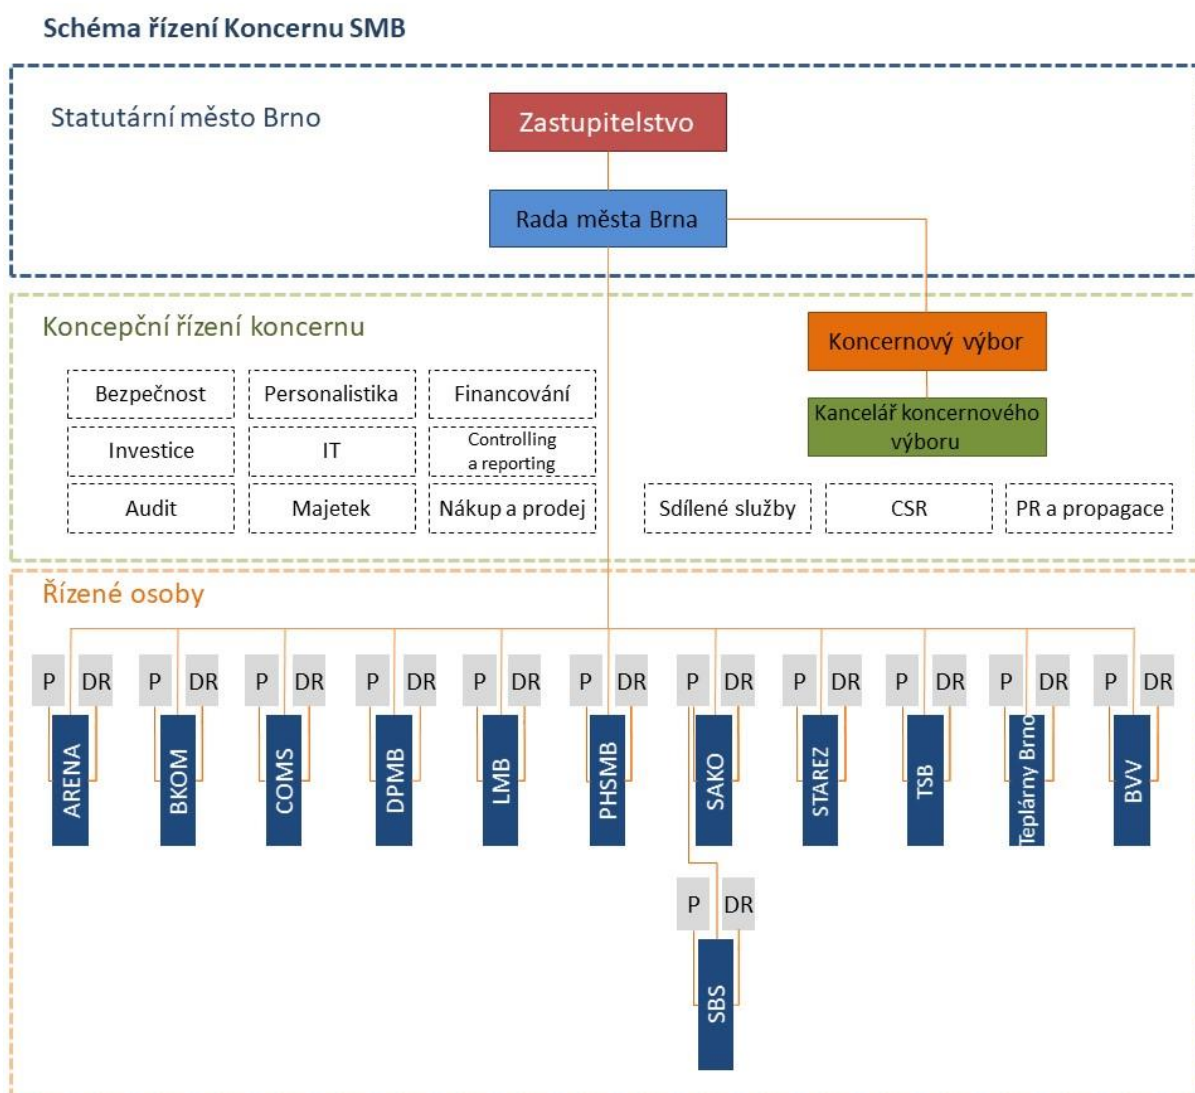 Schéma řízení Koncernu SMB
Statutární město Brno
Zastupitelstvo
Rada města Brna
Koncepční řízení koncernu
Koncernový výbor
Kancelář koncernového
výboru
Bezpečnost
Personalistika
Financování
Investice
IT
Controlling
a reporting
Audit
Majetek
Nákup a prodej
Sdílené služby
CSR
PR a propagace
Řízené osoby
P
DR
P
DR
P
DR
P
DR
P
DR
P
DR
P
DR
P
DR
P
DR
P
DR
P
DR
ARENA
BKOM
COMS
DPMB
LMB
PHSMB
SAKO
STAREZ
TSB
Teplárny Brno
BVV
P
DR
SBS